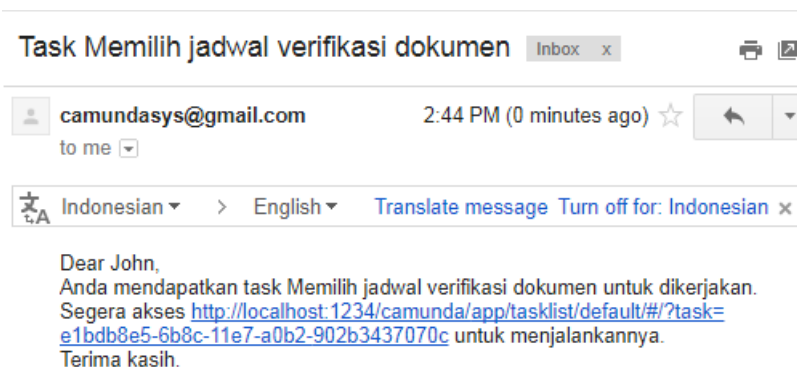 Task Memilih jadwal verifikasi dokumen Inbox x
camundasys@gmail.com 2:44 PM (0 minutes ago)
to me
Indonesian > English Translate message Turn off for: Indonesian x
Dear John,
Anda mendapatkan task Memilih jadwal verifikasi dokumen untuk dikerjakan.
Segera akses http://localhost:1234/camunda/app/tasklist/default/#/?task=
e1bdb8e5-6b8c-11e7-a0b2-902b3437070c untuk menjalankannya.
Terima kasih.